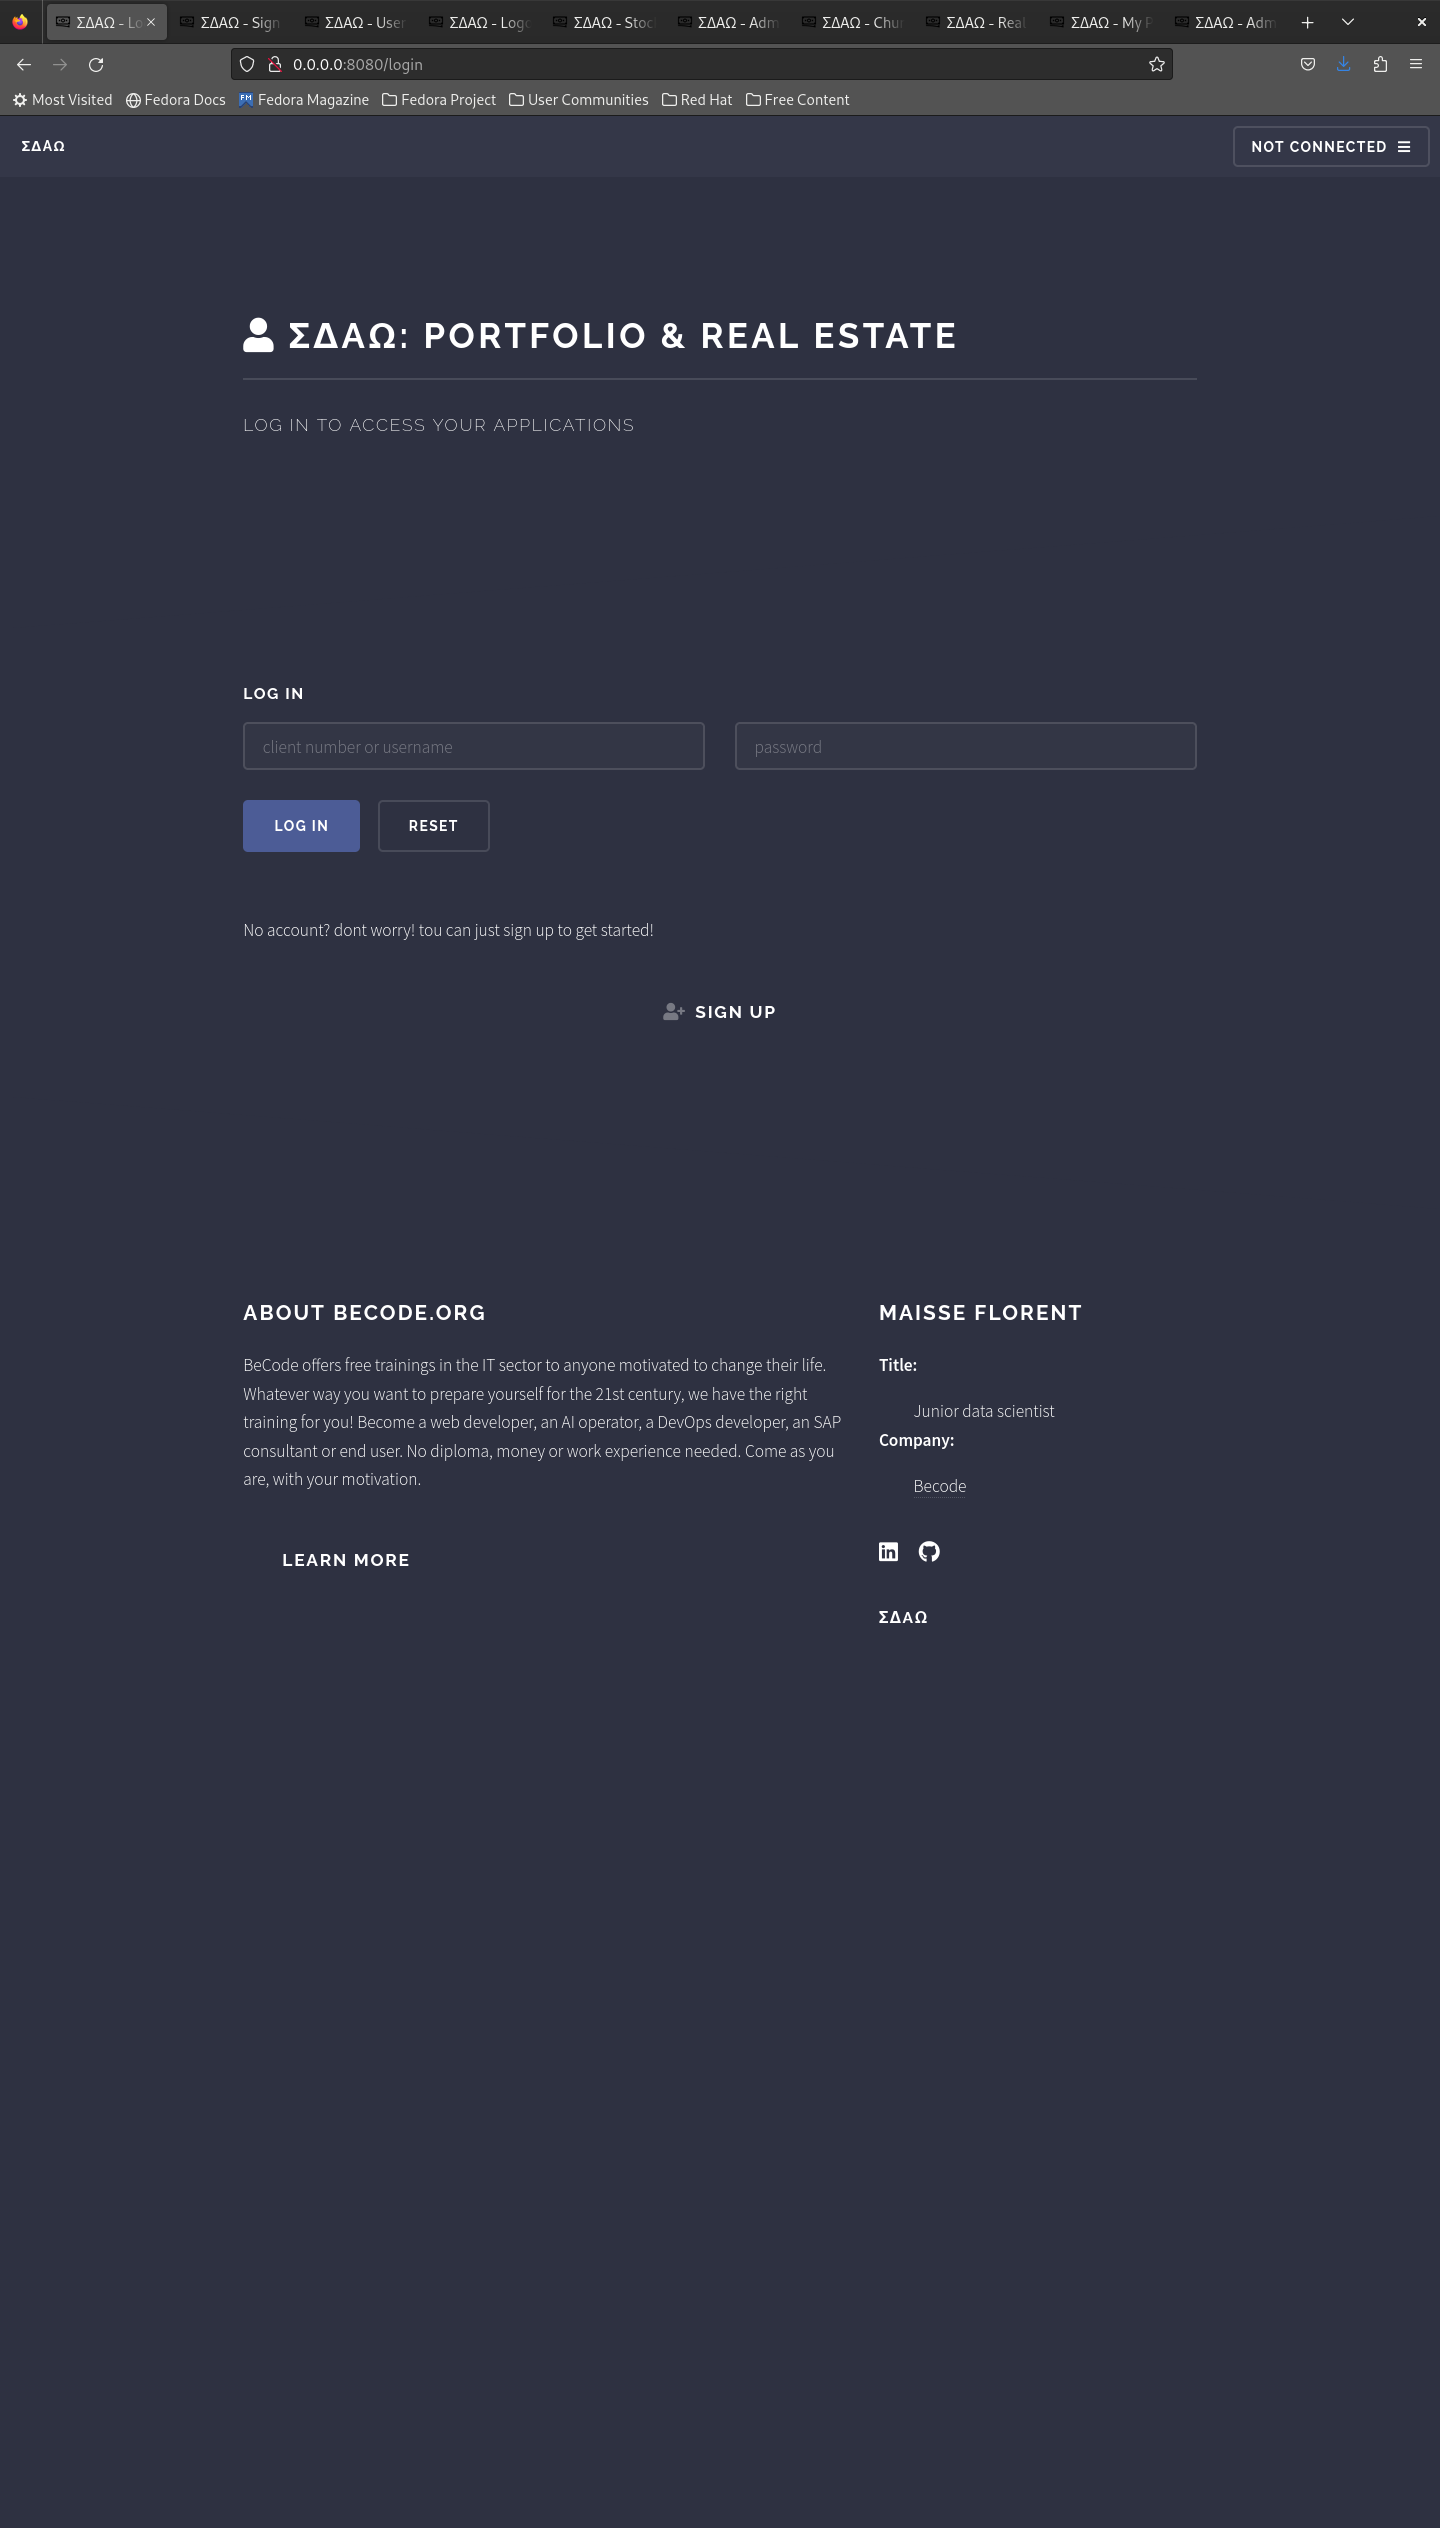 ΣΔΑΩ - Lo
ΣΔΑΩ - Sign
ΣΔΑΩ - User
ΣΔΑΩ - Logo
ΣΔΑΩ - Stoc
ΣΔΑΩ - Adm
ΣΔΑΩ - Chur
ΣΔΑΩ - Real
ΣΔΑΩ - My P
ΣΔΑΩ - Adm
0.0.0.0:8080/login
Most Visited
Fedora Docs
FM Fedora Magazine
Fedora Project
User Communities
Red Hat
Free Content
ΣΔΑΩ
NOT CONNECTED
ΣΔΑΩ: PORTFOLIO & REAL ESTATE
LOG IN TO ACCESS YOUR APPLICATIONS
LOG IN
client number or username
password
LOG IN
RESET
No account? dont worry! tou can just sign up to get started!
SIGN UP
ABOUT BECODE.ORG
BeCode offers free trainings in the IT sector to anyone motivated to change their life.
Whatever way you want to prepare yourself for the 21st century, we have the right
training for you! Become a web developer, an AI operator, a DevOps developer, an SAP
consultant or end user. No diploma, money or work experience needed. Come as you
are, with your motivation.
LEARN MORE
MAISSE FLORENT
Title:
Junior data scientist
Company:
Becode
in
ΣΔΑΩ